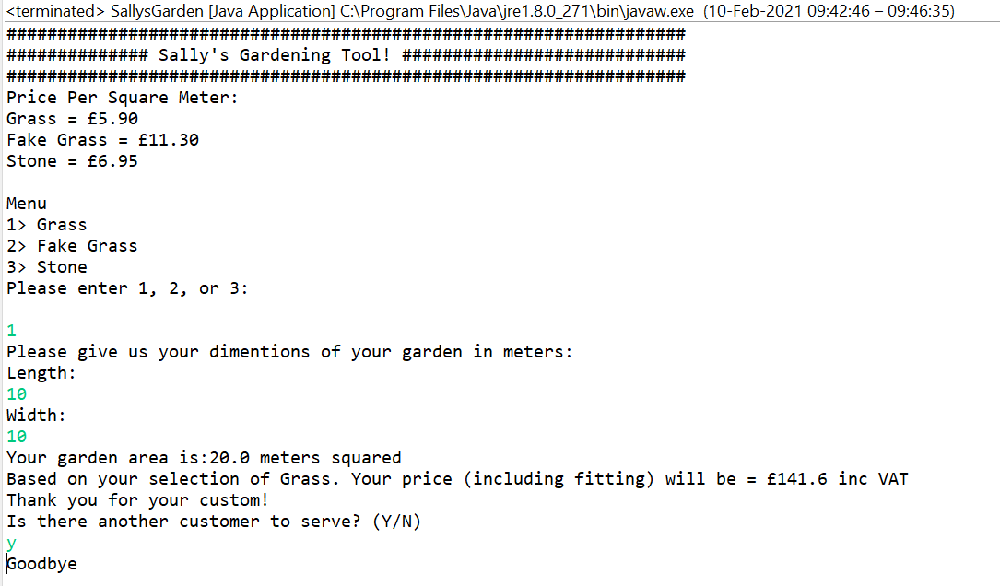 <terminated> SallysGarden [Java Application] C:\Program Files\Java\jre1.8.0_271\bin\javaw.exe (10-Feb-2021 09:42:46 – 09:46:35)
###################################################################
############## Sally's Gardening Tool! ############################
###################################################################
Price Per Square Meter:
Grass = £5.90
Fake Grass = £11.30
Stone = £6.95
Menu
1> Grass
2> Fake Grass
3> Stone
Please enter 1, 2, or 3:
1
Please give us your dimentions of your garden in meters:
Length:
10
Width:
10
Your garden area is:20.0 meters squared
Based on your selection of Grass. Your price (including fitting) will be = £141.6 inc VAT
Thank you for your custom!
Is there another customer to serve? (Y/N)
y
Goodbye